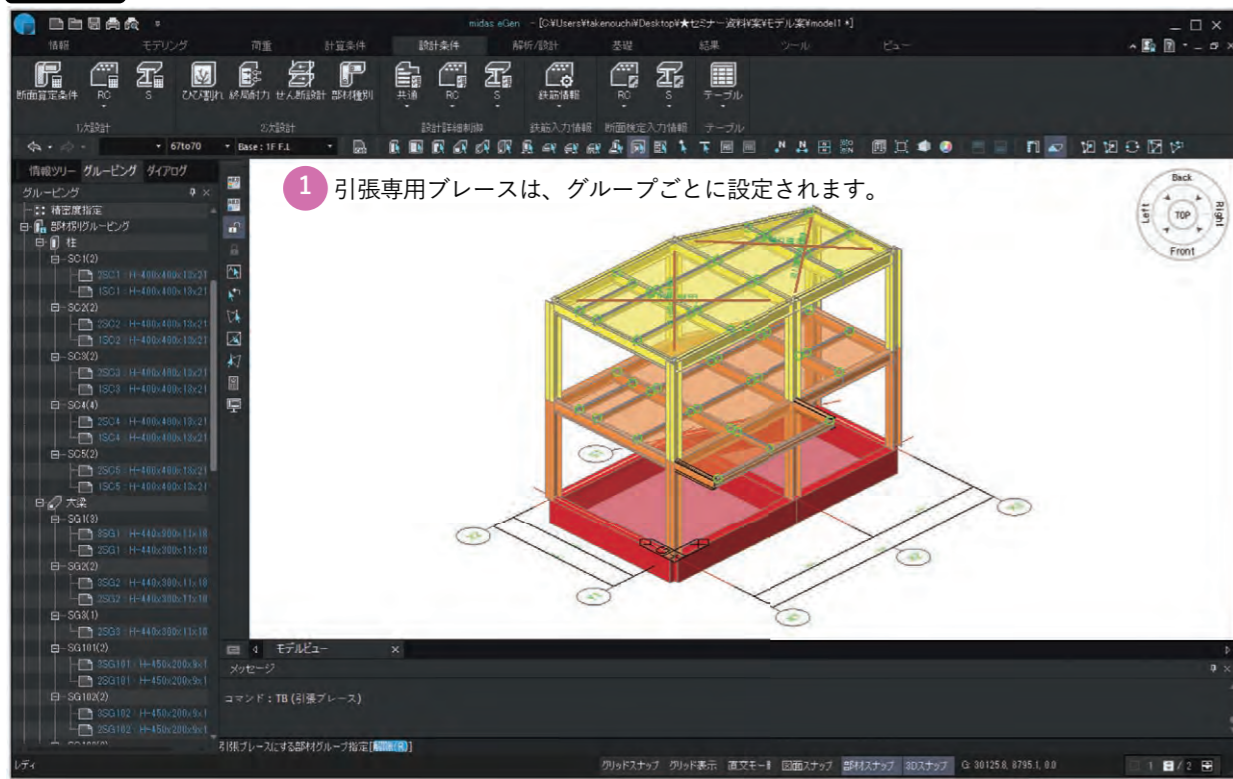 midas eGen - [C:¥Users¥takenouchi¥Desktop¥★セミナー資料¥案¥モデル案¥model1 *]
情報 モデリング 荷重 計算条件 設計条件 解析/設計 基礎 結果 ツール ビュー
断面算定条件 RC S ひび割れ 終局耐力 せん断設計 部材種別 共通 RC S 鉄筋情報 RC S テーブル
1次設計 2次設計 設計詳細制御 鉄筋入力情報 断面検定入力情報 テーブル
67to70 Base : 1F F.L
情報ツリー グルーピング ダイアログ
グルーピング
精密度指定
部材別グルーピング
柱
SC1(2)
2SC1 : H-400x400x13x21
1SC1 : H-400x400x13x21
SC2(2)
2SC2 : H-400x400x13x21
1SC2 : H-400x400x13x21
SC3(2)
2SC3 : H-400x400x13x21
1SC3 : H-400x400x13x21
SC4(4)
2SC4 : H-400x400x13x21
1SC4 : H-400x400x13x21
SC5(2)
2SC5 : H-400x400x13x21
1SC5 : H-400x400x13x21
大梁
SG1(3)
3SG1 : H-440x300x11x18
2SG1 : H-440x300x11x18
SG2(2)
3SG2 : H-440x300x11x18
2SG2 : H-440x300x11x18
SG3(1)
2SG3 : H-440x300x11x18
SG101(2)
3SG101 : H-450x200x9x1
2SG101 : H-450x200x9x1
SG102(2)
3SG102 : H-450x200x9x1
2SG102 : H-450x200x9x1
1 引張専用ブレースは、グループごとに設定されます。
Back
Left TOP Right
Front
モデルビュー
メッセージ
コマンド : TB (引張ブレース)
引張ブレースにする部材グループ指定[解除(R)]
レディ
グリッドスナップ グリッド表示 直交モード 図面スナップ 部材スナップ 3Dスナップ G: 30125.8, 8795.1, 0.0 1 / 2